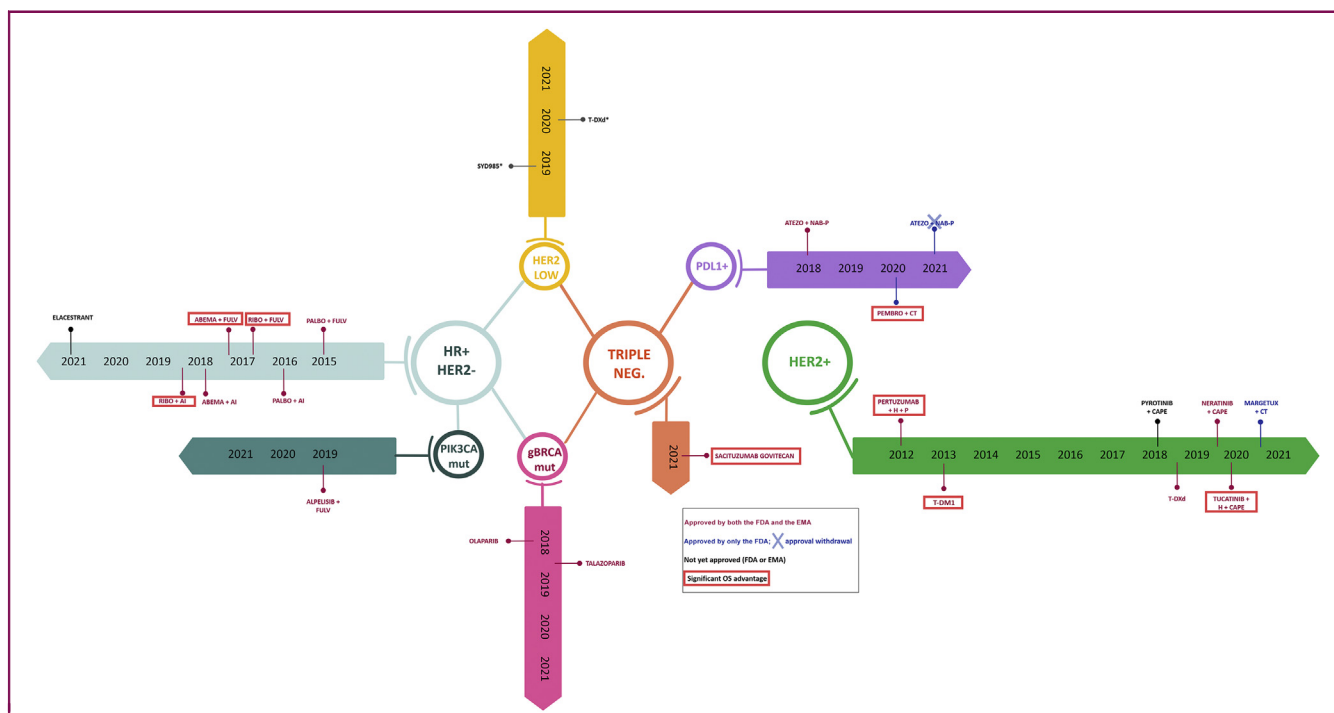 2021
2020
2019
T-DXd*
SYD985*
HER2
LOW
ATEZO + NAB-P
ATEZO + NAB-P
PDL1+
2018 2019 2020 2021
PEMBRO + CT
ELACESTRANT
ABEMA + FULV
RIBO + FULV
PALBO + FULV
2021 2020 2019 2018 2017 2016 2015
RIBO + AI
ABEMA + AI
PALBO + AI
HR+
HER2-
TRIPLE
NEG.
HER2+
PIK3CA
mut
2021 2020 2019
ALPELISIB +
FULV
gBRCA
mut
OLAPARIB
TALAZOPARIB
2018
2019
2020
2021
2021
SACITUZUMAB GOVITECAN
PERTUZUMAB
+ H + P
PYROTINIB
+ CAPE
NERATINIB
+ CAPE
MARGETUX
+ CT
2012 2013 2014 2015 2016 2017 2018 2019 2020 2021
T-DM1
T-DXd
TUCATINIB +
H + CAPE
Approved by both the FDA and the EMA
Approved by only the FDA; X approval withdrawal
Not yet approved (FDA or EMA)
Significant OS advantage